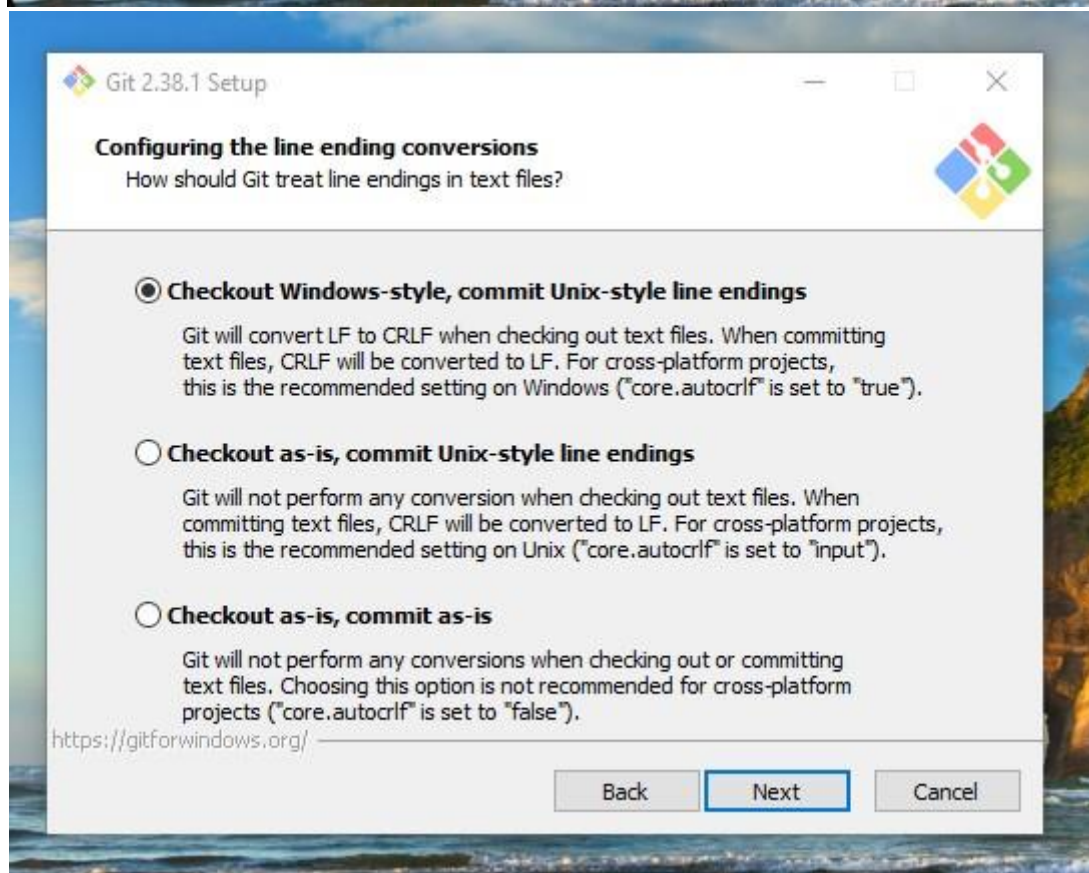 Git 2.38.1 Setup
Configuring the line ending conversions
How should Git treat line endings in text files?
Checkout Windows-style, commit Unix-style line endings
Git will convert LF to CRLF when checking out text files. When committing
text files, CRLF will be converted to LF. For cross-platform projects,
this is the recommended setting on Windows ("core.autocrlf" is set to "true").
Checkout as-is, commit Unix-style line endings
Git will not perform any conversion when checking out text files. When
committing text files, CRLF will be converted to LF. For cross-platform projects,
this is the recommended setting on Unix ("core.autocrlf" is set to "input").
Checkout as-is, commit as-is
Git will not perform any conversions when checking out or committing
text files. Choosing this option is not recommended for cross-platform
projects ("core.autocrlf" is set to "false").
https://gitforwindows.org/
Back Next Cancel